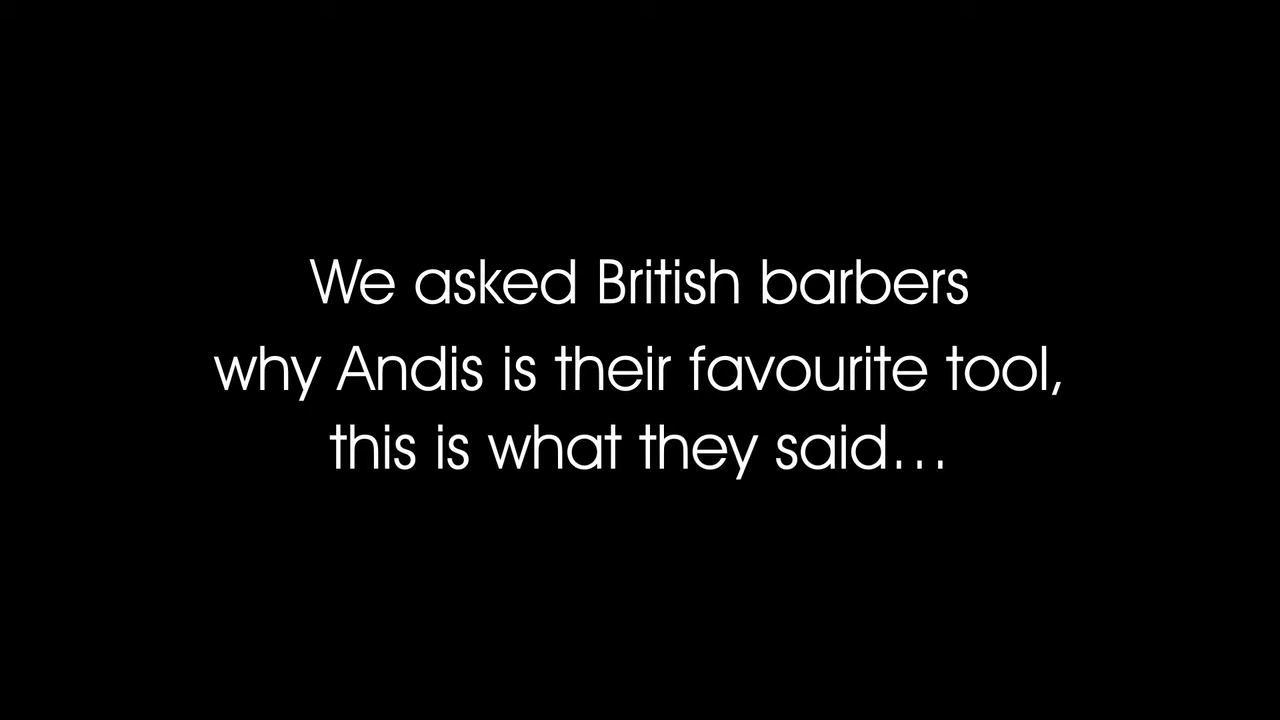 We asked British barbers
why Andis is their favourite tool,
this is what they said...